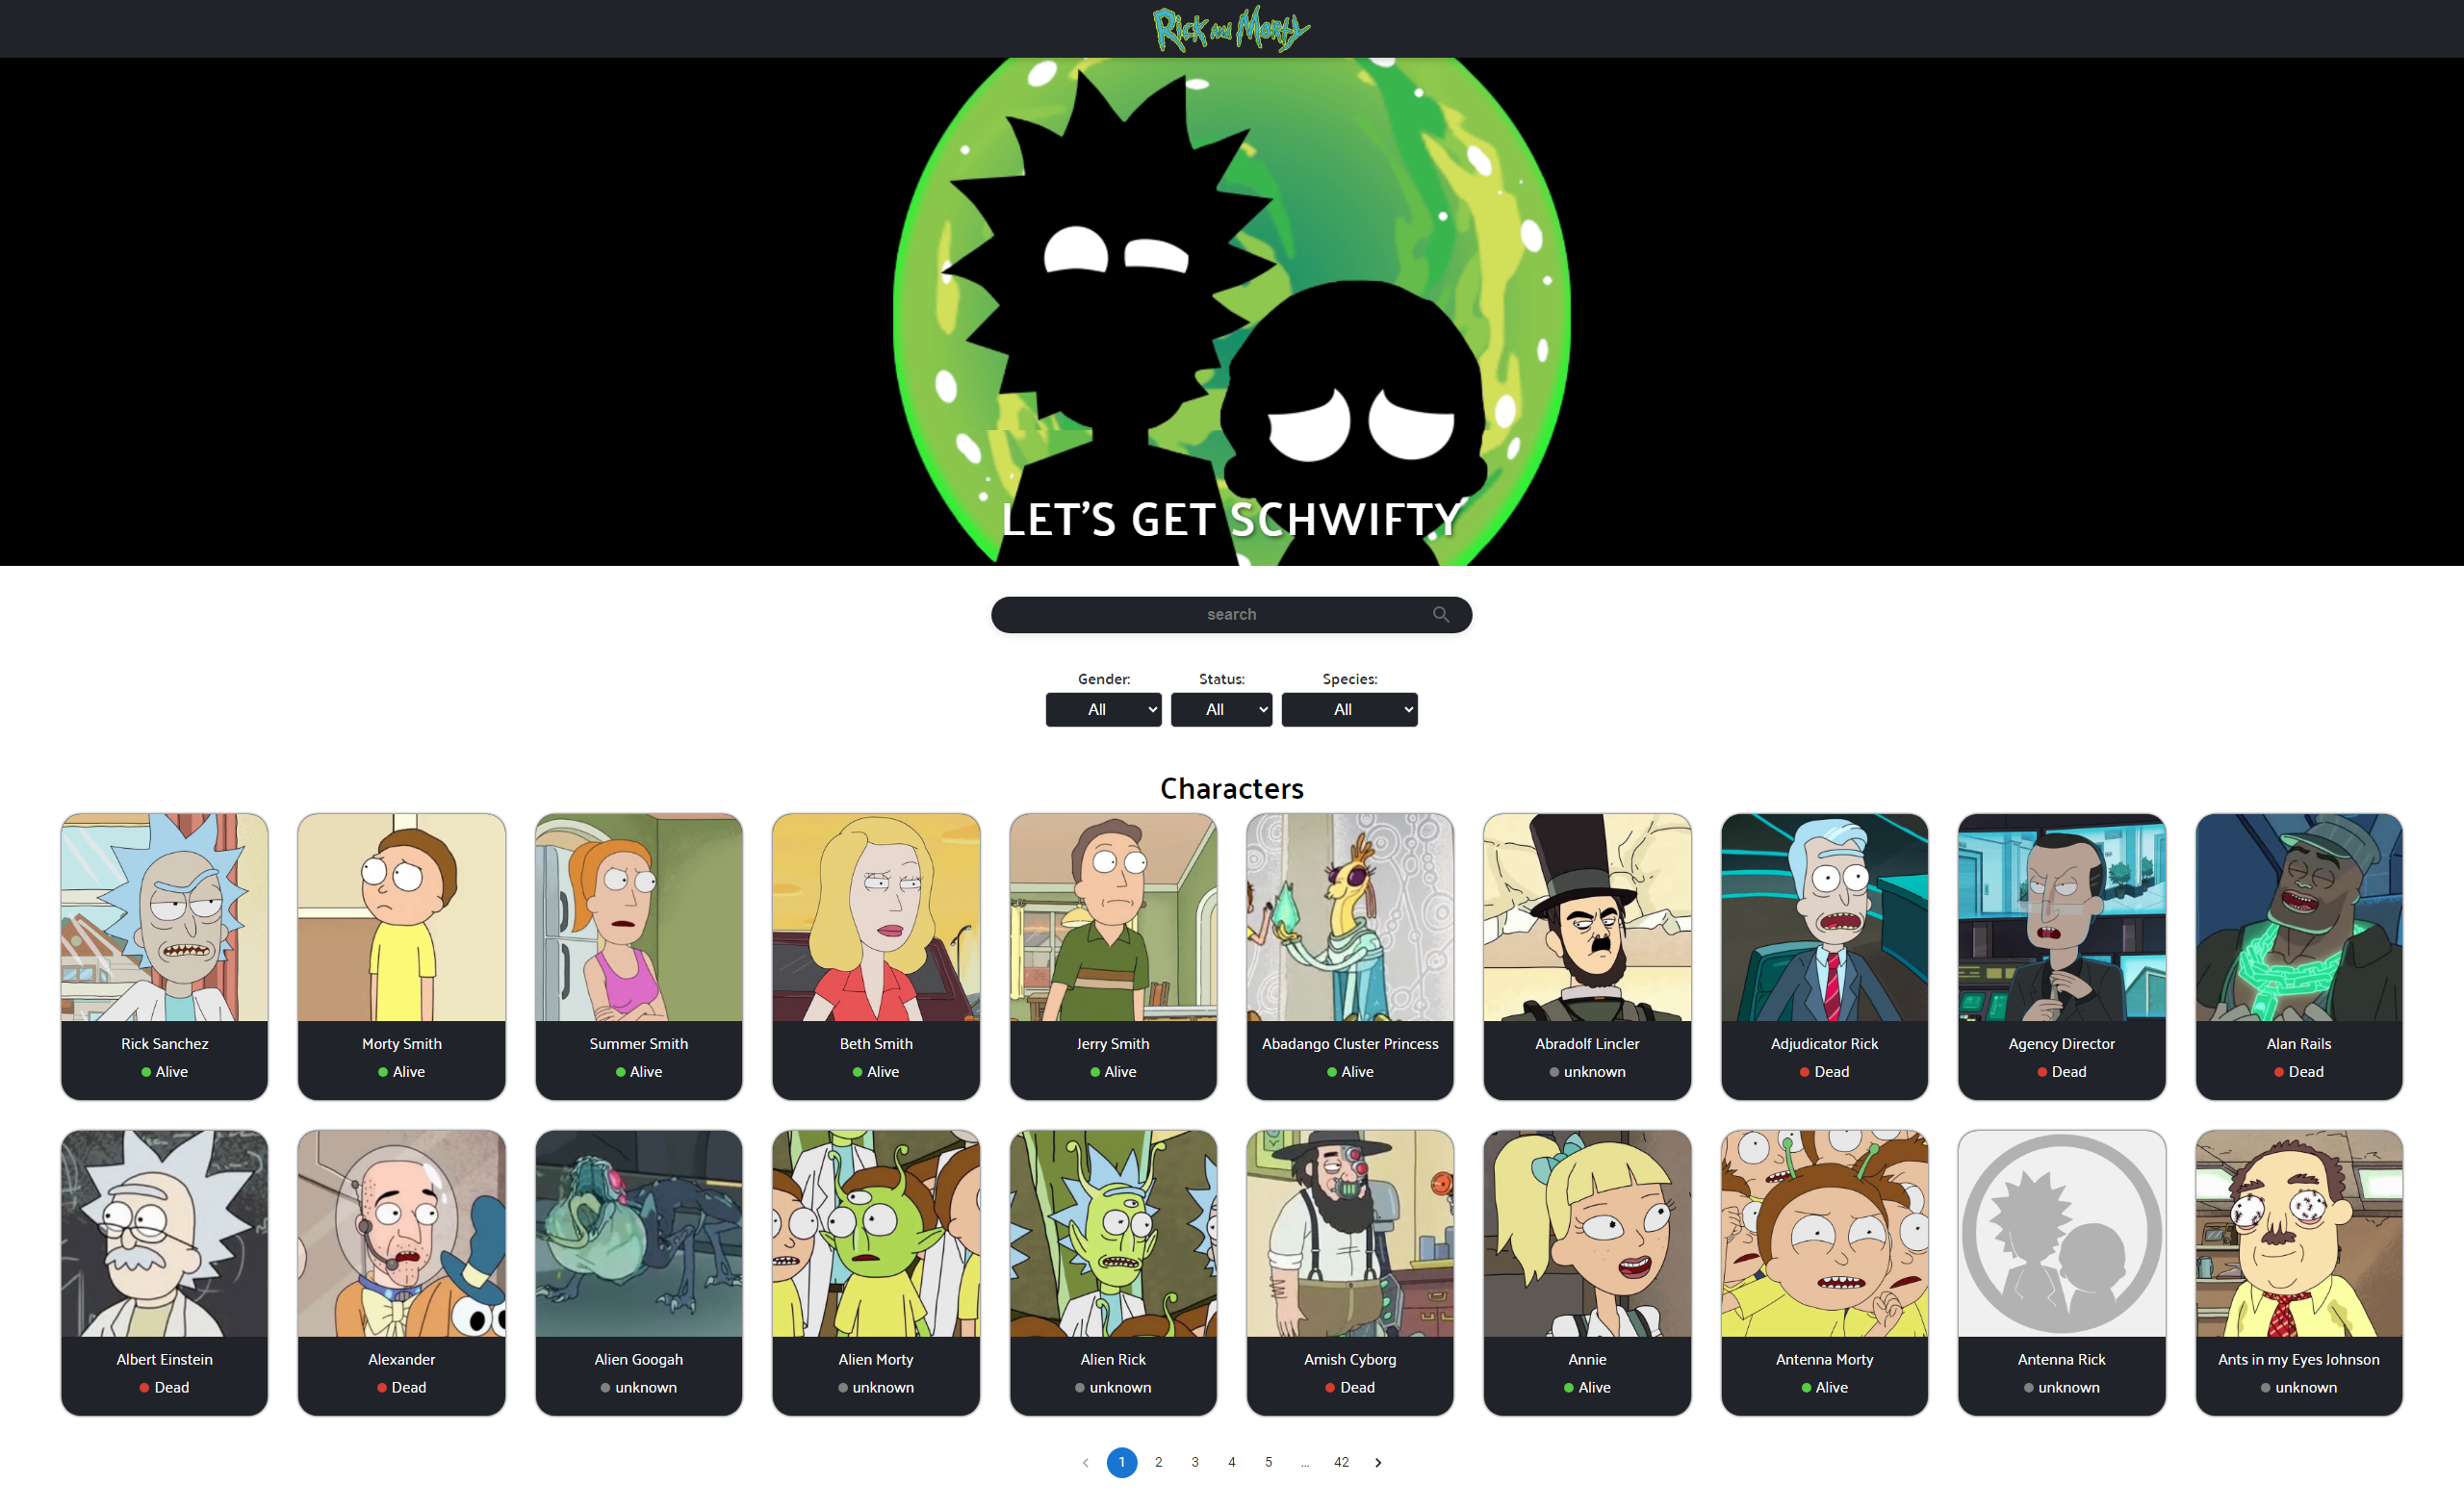 Rick and Morty
LET'S GET SCHWIFTY
search
Gender: Status: Species:
All All All
Characters
Rick Sanchez Morty Smith Summer Smith Beth Smith Jerry Smith Abadango Cluster Princess Abradolf Lincler Adjudicator Rick Agency Director Alan Rails
Alive Alive Alive Alive Alive Alive unknown Dead Dead Dead
Albert Einstein Alexander Alien Googah Alien Morty Alien Rick Amish Cyborg Annie Antenna Morty Antenna Rick Ants in my Eyes Johnson
Dead Dead unknown unknown unknown Dead Alive Alive unknown unknown
1 2 3 4 5 ... 42